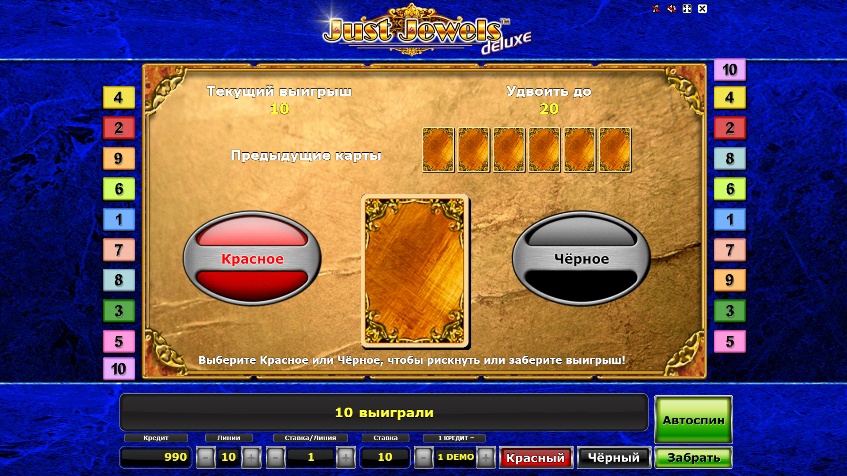 Just Jewels™
deluxe
Текущий выигрыш
10
Удвоить до
20
Предыдущие карты
4
2
9
6
1
7
8
3
5
10
10
4
2
8
6
1
7
9
3
5
Красное
Чёрное
Выберите Красное или Чёрное, чтобы рискнуть или заберите выигрыш!
10 выиграли
Автоспин
Кредит
Линии
Ставка/Линия
Ставка
1 КРЕДИТ =
990
- 10 +
- 1 +
10
- 1 DEMO +
Красный
Чёрный
Забрать